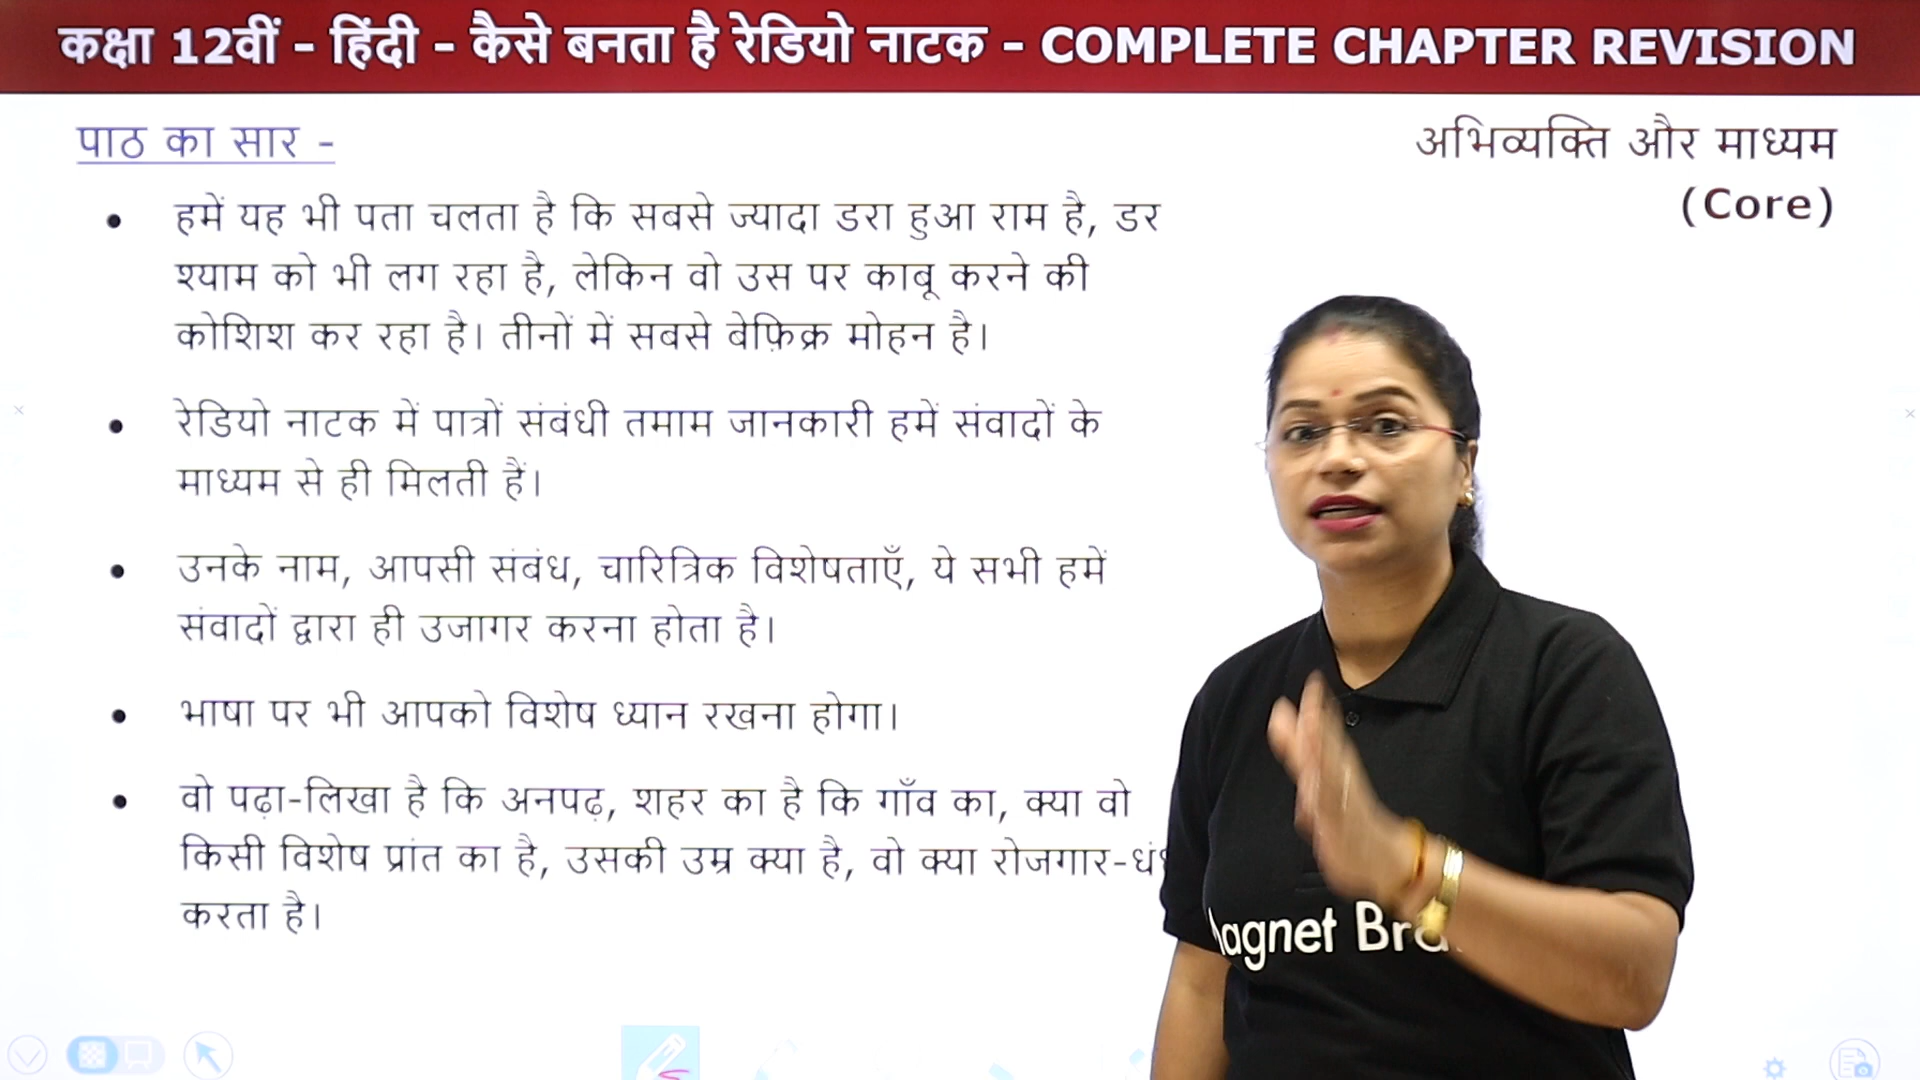 कक्षा 12वीं - हिंदी - कैसे बनता है रेडियो नाटक - COMPLETE CHAPTER REVISION
पाठ का सार -
अभिव्यक्ति और माध्यम
(Core)
• हमें यह भी पता चलता है कि सबसे ज्यादा डरा हुआ राम है, डर
श्याम को भी लग रहा है, लेकिन वो उस पर काबू करने की
कोशिश कर रहा है। तीनों में सबसे बेफ़िक्र मोहन है।
• रेडियो नाटक में पात्रों संबंधी तमाम जानकारी हमें संवादों के
माध्यम से ही मिलती हैं।
• उनके नाम, आपसी संबंध, चारित्रिक विशेषताएँ, ये सभी हमें
संवादों द्वारा ही उजागर करना होता है।
• भाषा पर भी आपको विशेष ध्यान रखना होगा।
• वो पढ़ा-लिखा है कि अनपढ़, शहर का है कि गाँव का, क्या वो
किसी विशेष प्रांत का है, उसकी उम्र क्या है, वो क्या रोजगार-
करता है।
agnet Bra